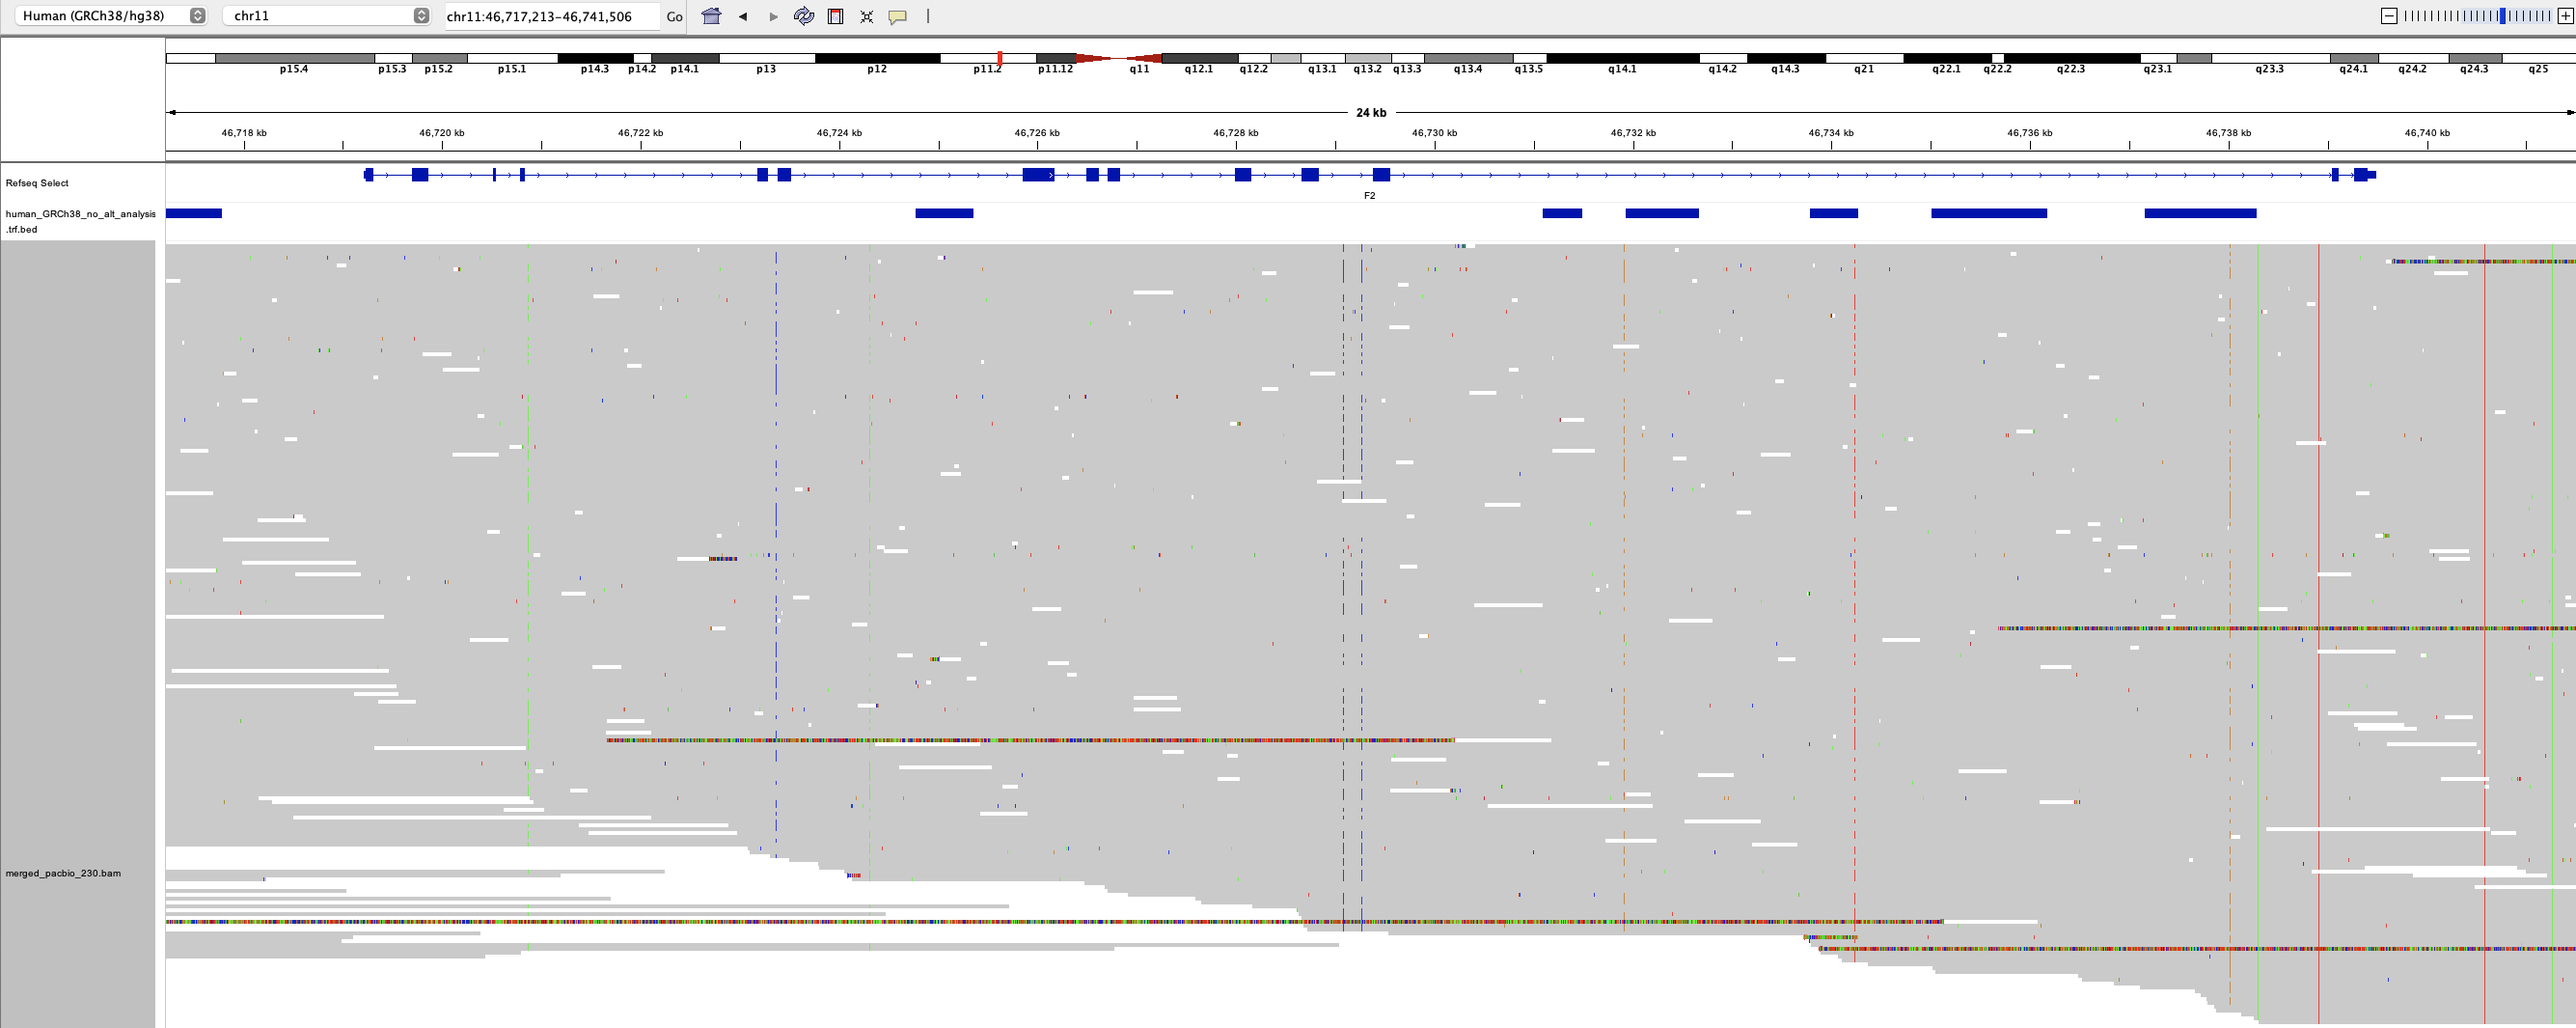 Human (GRCh38/hg38) chr11 chr11:46,717,213-46,741,506 Go
p15.4 p15.3 p15.2 p15.1 p14.3 p14.2 p14.1 p13 p12 p11.2 p11.12 q11 q12.1 q12.2 q13.1 q13.2 q13.3 q13.4 q13.5 q14.1 q14.2 q14.3 q21 q22.1 q22.2 q22.3 q23.1 q23.3 q24.1 q24.2 q24.3 q25
24 kb
46,718 kb 46,720 kb 46,722 kb 46,724 kb 46,726 kb 46,728 kb 46,730 kb 46,732 kb 46,734 kb 46,736 kb 46,738 kb 46,740 kb
Refseq Select
F2
human_GRCh38_no_alt_analysis
.trf.bed
merged_pacbio_230.bam